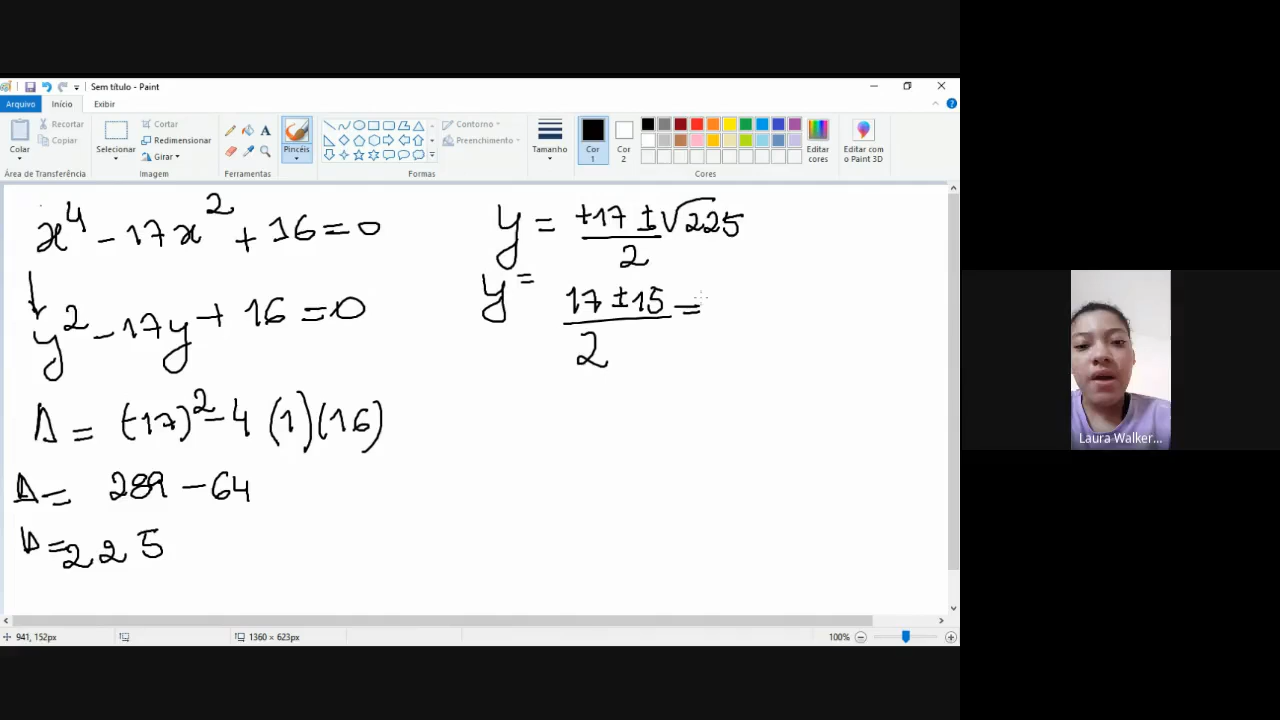 Sem título - Paint
Arquivo Início Exibir
Colar
Recortar
Copiar
Área de Transferência
Selecionar
Cortar
Redimensionar
Girar
Imagem
A
Ferramentas
Pincéis
Contorno
Preenchimento
Formas
Tamanho
Cor 1
Cor 2
Editar cores
Cores
Editar com o Paint 3D
x⁴ - 17x² + 16 = 0
y² - 17y + 16 = 0
Δ = (-17)² - 4 (1)(16)
Δ = 289 - 64
Δ = 225
y = +17 ± √225 / 2
y = 17 ± 15 / 2 =
Laura Walker...
941, 152px
1360 × 623px
100%